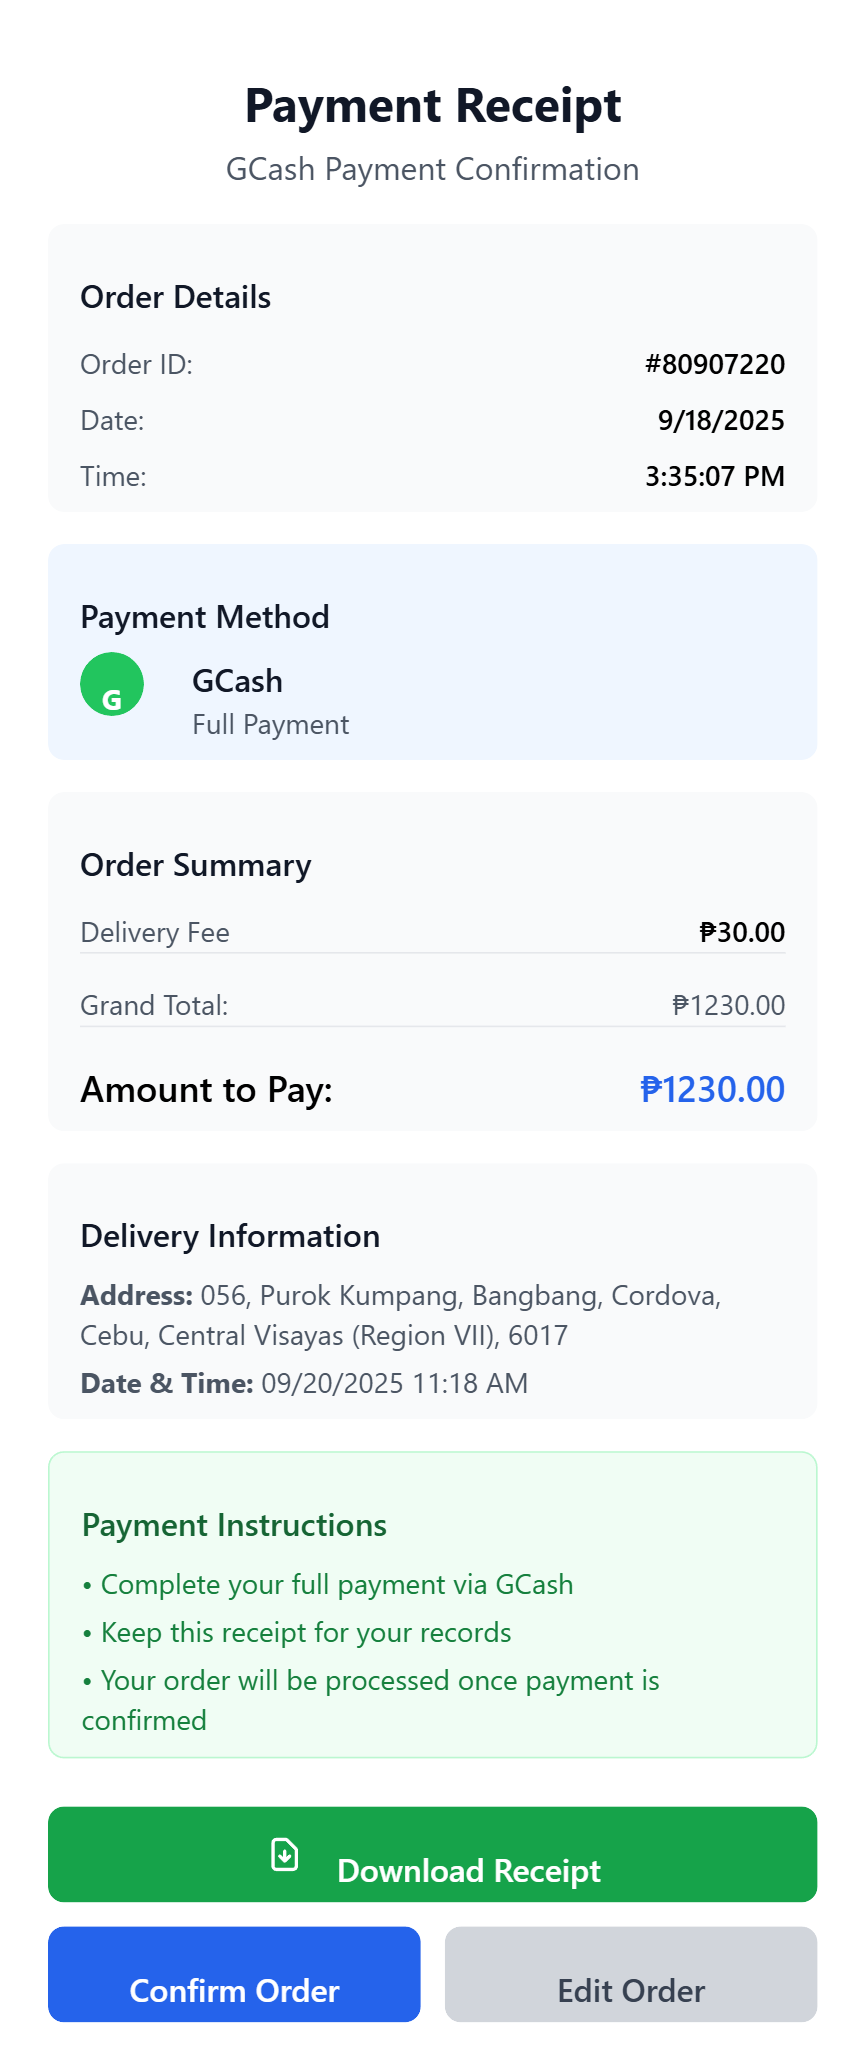 Payment Receipt
GCash Payment Confirmation
Order Details
Order ID: #80907220
Date: 9/18/2025
Time: 3:35:07 PM
Payment Method
G
GCash
Full Payment
Order Summary
Delivery Fee ₱30.00
Grand Total: ₱1230.00
Amount to Pay: ₱1230.00
Delivery Information
Address: 056, Purok Kumpang, Bangbang, Cordova,
Cebu, Central Visayas (Region VII), 6017
Date & Time: 09/20/2025 11:18 AM
Payment Instructions
• Complete your full payment via GCash
• Keep this receipt for your records
• Your order will be processed once payment is
confirmed
Download Receipt
Confirm Order Edit Order